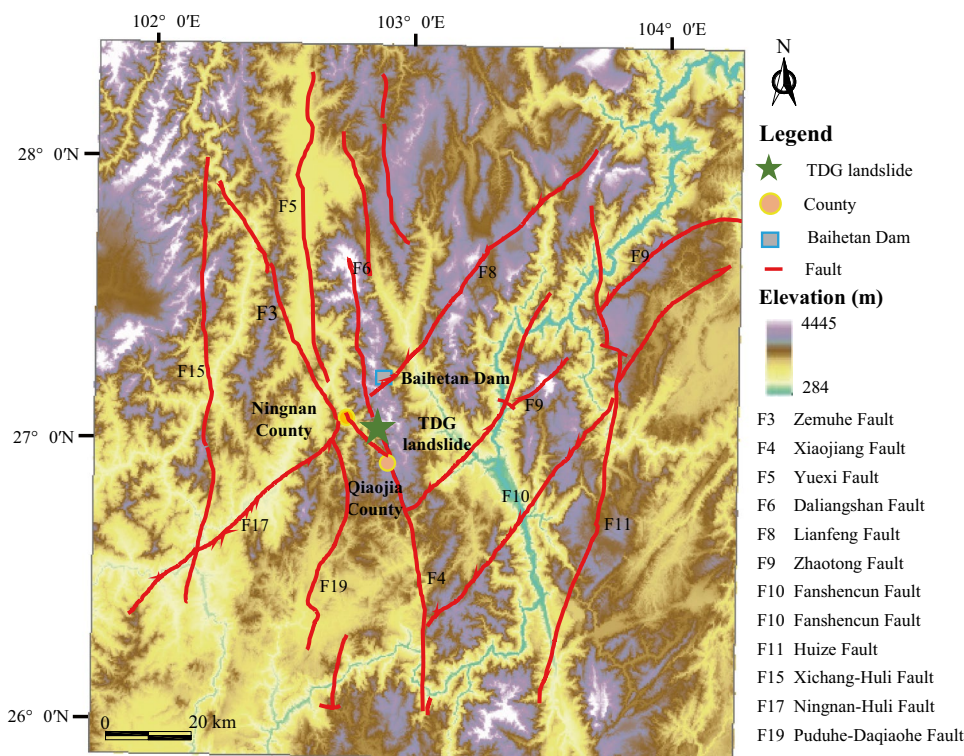 102° 0′E
103° 0′E
104° 0′E
28° 0′N
27° 0′N
26° 0′N
F5
F6
F8
F9
F3
F15
Baihetan Dam
Ningnan
County
TDG
landslide
F9
Qiaojia
County
F10
F17
F11
F19
F4
0
20 km
N
Legend
TDG landslide
County
Baihetan Dam
Fault
Elevation (m)
4445
284
F3 Zemuhe Fault
F4 Xiaojiang Fault
F5 Yuexi Fault
F6 Daliangshan Fault
F8 Lianfeng Fault
F9 Zhaotong Fault
F10 Fanshencun Fault
F10 Fanshencun Fault
F11 Huize Fault
F15 Xichang-Huli Fault
F17 Ningnan-Huli Fault
F19 Puduhe-Daqiaohe Fault